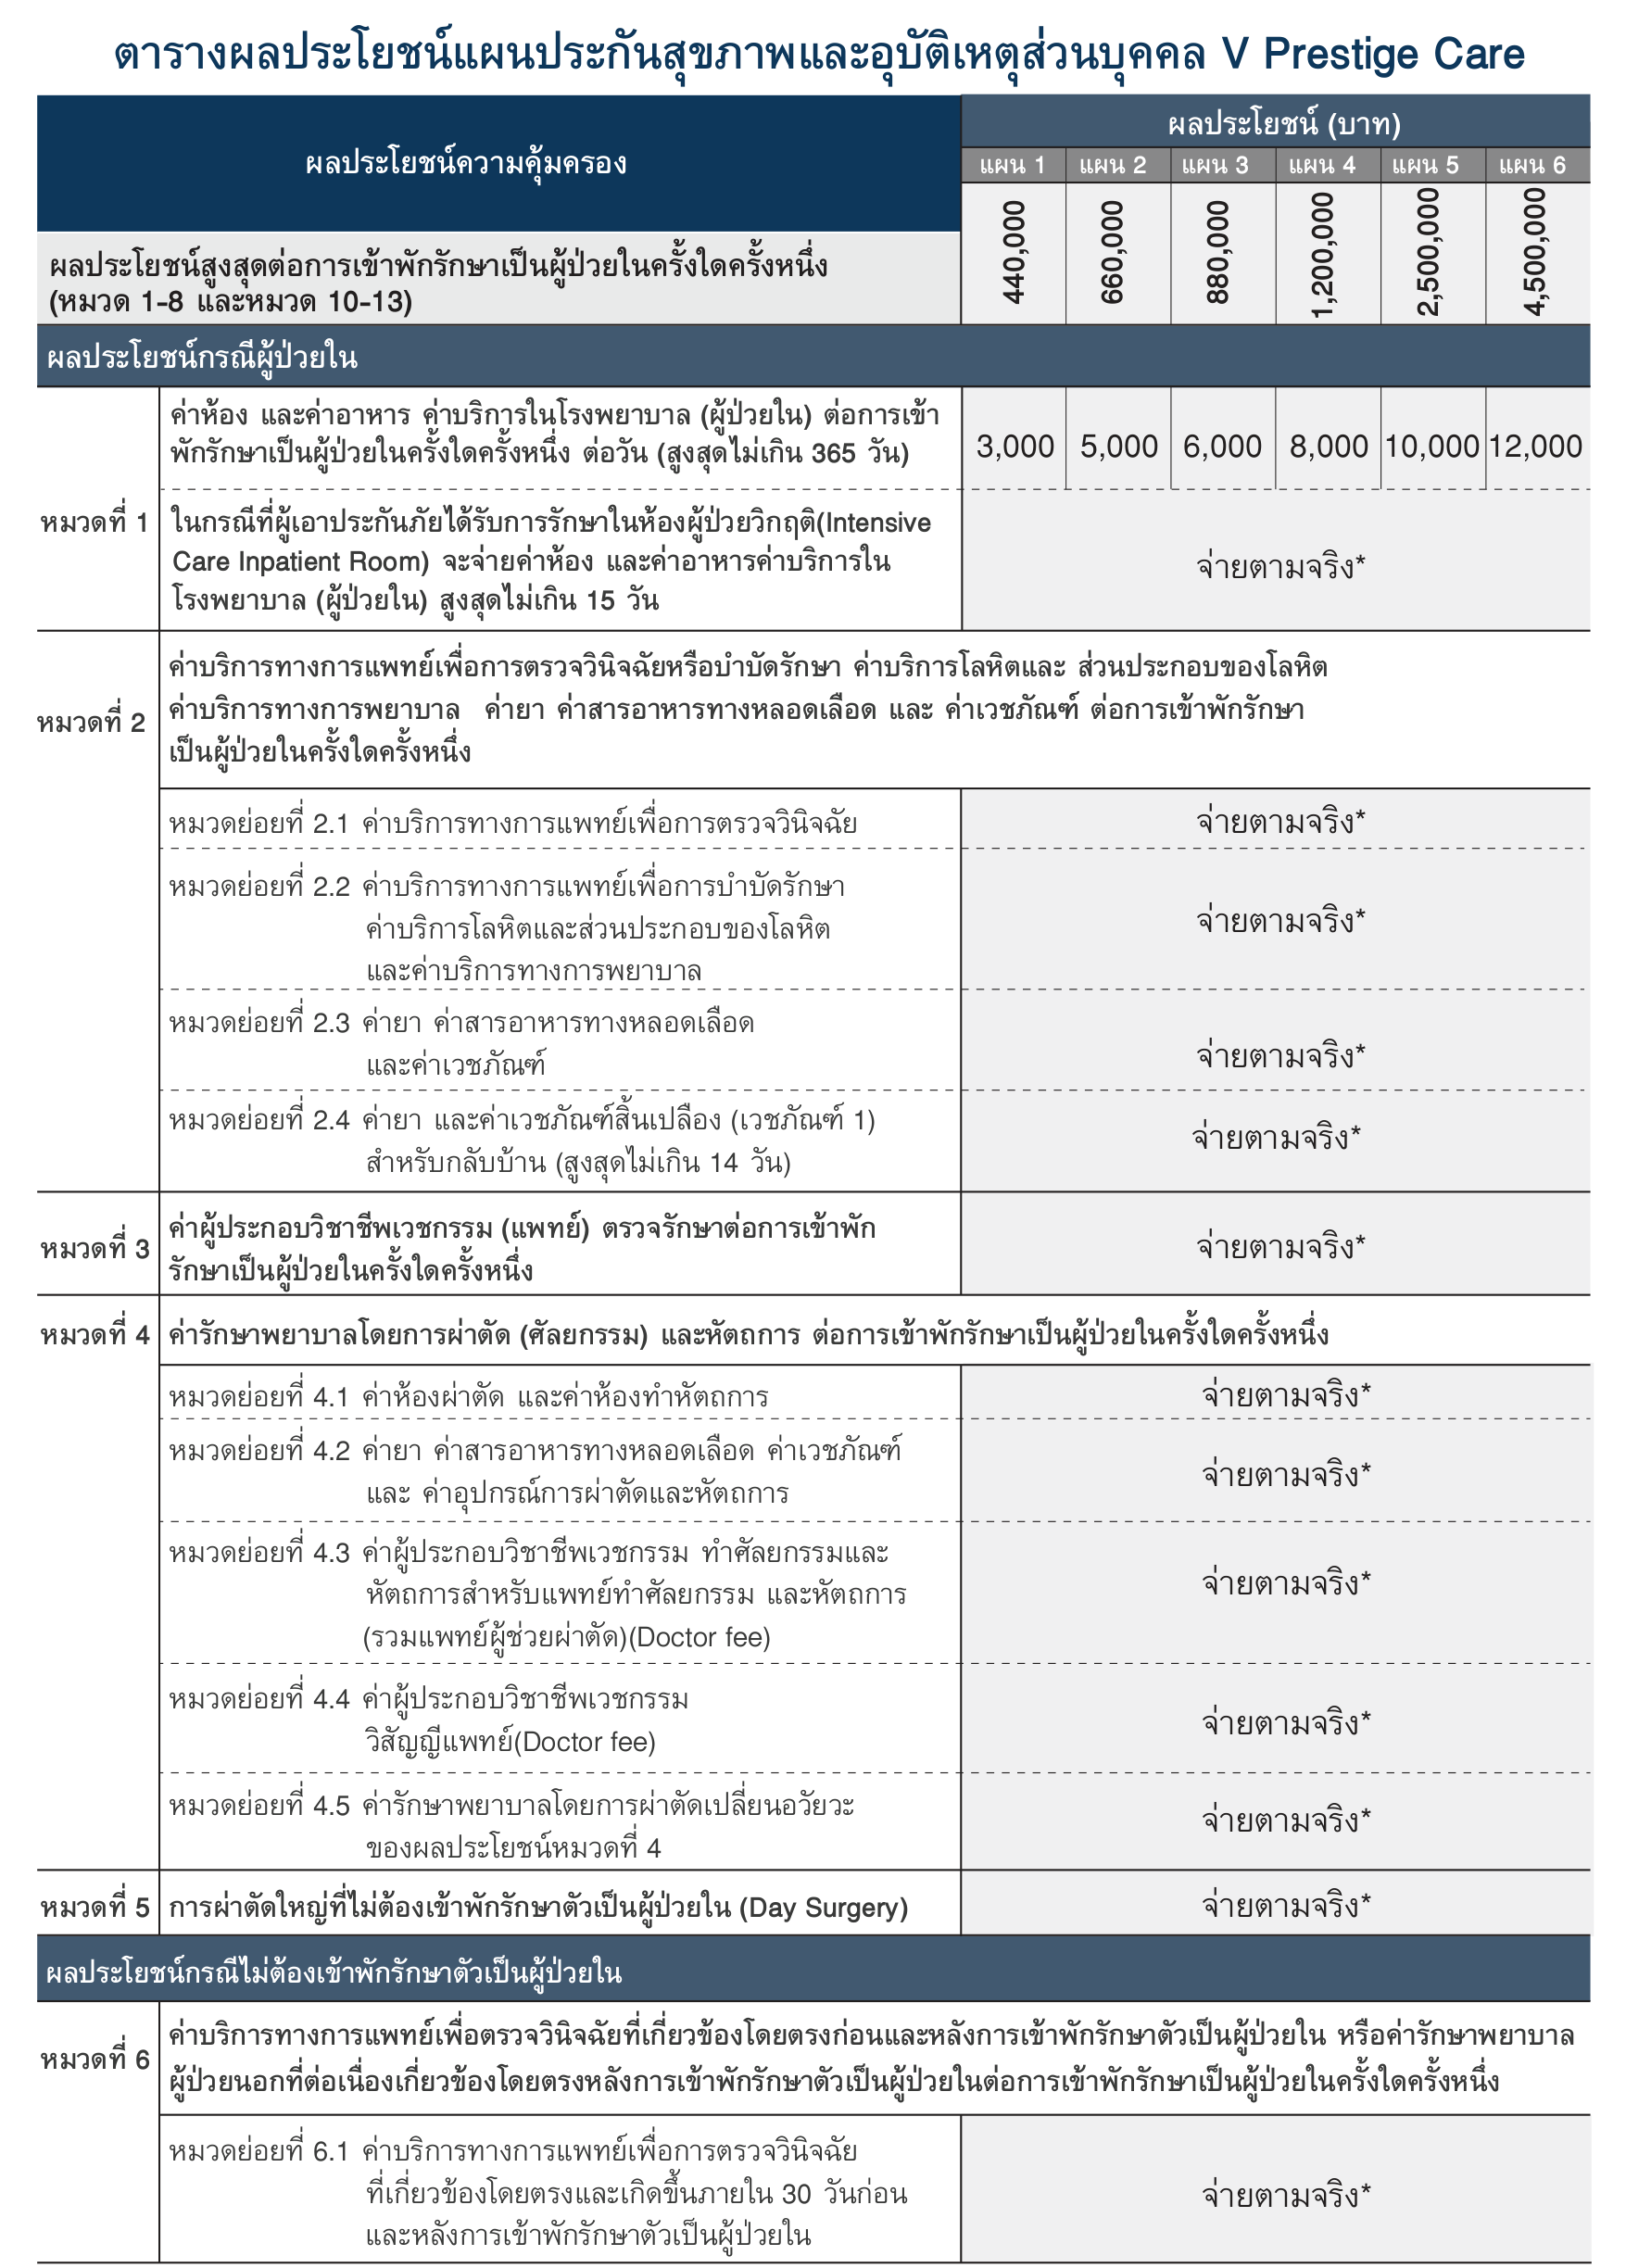 ตารางผลประโยชน์แผนประกันสุขภาพและอุบัติเหตุส่วนบุคคล V Prestige Care
ผลประโยชน์ความคุ้มครอง
ผลประโยชน์ (บาท)
แผน 1 แผน 2 แผน 3 แผน 4 แผน 5 แผน 6
ผลประโยชน์สูงสุดต่อการเข้าพักรักษาเป็นผู้ป่วยในครั้งใดครั้งหนึ่ง
(หมวด 1-8 และหมวด 10-13)
440,000 660,000 880,000 1,200,000 2,500,000 4,500,000
ผลประโยชน์กรณีผู้ป่วยใน
หมวดที่ 1
ค่าห้อง และค่าอาหาร ค่าบริการในโรงพยาบาล (ผู้ป่วยใน) ต่อการเข้า
พักรักษาเป็นผู้ป่วยในครั้งใดครั้งหนึ่ง ต่อวัน (สูงสุดไม่เกิน 365 วัน)
3,000 5,000 6,000 8,000 10,000 12,000
ในกรณีที่ผู้เอาประกันภัยได้รับการรักษาในห้องผู้ป่วยวิกฤติ(Intensive
Care Inpatient Room) จะจ่ายค่าห้อง และค่าอาหารค่าบริการใน
โรงพยาบาล (ผู้ป่วยใน) สูงสุดไม่เกิน 15 วัน
จ่ายตามจริง*
หมวดที่ 2
ค่าบริการทางการแพทย์เพื่อการตรวจวินิจฉัยหรือบำบัดรักษา ค่าบริการโลหิตและ ส่วนประกอบของโลหิต
ค่าบริการทางการพยาบาล ค่ายา ค่าสารอาหารทางหลอดเลือด และ ค่าเวชภัณฑ์ ต่อการเข้าพักรักษา
เป็นผู้ป่วยในครั้งใดครั้งหนึ่ง
หมวดย่อยที่ 2.1 ค่าบริการทางการแพทย์เพื่อการตรวจวินิจฉัย
จ่ายตามจริง*
หมวดย่อยที่ 2.2 ค่าบริการทางการแพทย์เพื่อการบำบัดรักษา
ค่าบริการโลหิตและส่วนประกอบของโลหิต
และค่าบริการทางการพยาบาล
จ่ายตามจริง*
หมวดย่อยที่ 2.3 ค่ายา ค่าสารอาหารทางหลอดเลือด
และค่าเวชภัณฑ์
จ่ายตามจริง*
หมวดย่อยที่ 2.4 ค่ายา และค่าเวชภัณฑ์สิ้นเปลือง (เวชภัณฑ์ 1)
สำหรับกลับบ้าน (สูงสุดไม่เกิน 14 วัน)
จ่ายตามจริง*
หมวดที่ 3
ค่าผู้ประกอบวิชาชีพเวชกรรม (แพทย์) ตรวจรักษาต่อการเข้าพัก
รักษาเป็นผู้ป่วยในครั้งใดครั้งหนึ่ง
จ่ายตามจริง*
หมวดที่ 4 ค่ารักษาพยาบาลโดยการผ่าตัด (ศัลยกรรม) และหัตถการ ต่อการเข้าพักรักษาเป็นผู้ป่วยในครั้งใดครั้งหนึ่ง
หมวดย่อยที่ 4.1 ค่าห้องผ่าตัด และค่าห้องทำหัตถการ
จ่ายตามจริง*
หมวดย่อยที่ 4.2 ค่ายา ค่าสารอาหารทางหลอดเลือด ค่าเวชภัณฑ์
และ ค่าอุปกรณ์การผ่าตัดและหัตถการ
จ่ายตามจริง*
หมวดย่อยที่ 4.3 ค่าผู้ประกอบวิชาชีพเวชกรรม ทำศัลยกรรมและ
หัตถการสำหรับแพทย์ทำศัลยกรรม และหัตถการ
(รวมแพทย์ผู้ช่วยผ่าตัด)(Doctor fee)
จ่ายตามจริง*
หมวดย่อยที่ 4.4 ค่าผู้ประกอบวิชาชีพเวชกรรม
วิสัญญีแพทย์(Doctor fee)
จ่ายตามจริง*
หมวดย่อยที่ 4.5 ค่ารักษาพยาบาลโดยการผ่าตัดเปลี่ยนอวัยวะ
ของผลประโยชน์หมวดที่ 4
จ่ายตามจริง*
หมวดที่ 5 การผ่าตัดใหญ่ที่ไม่ต้องเข้าพักรักษาตัวเป็นผู้ป่วยใน (Day Surgery)
จ่ายตามจริง*
ผลประโยชน์กรณีไม่ต้องเข้าพักรักษาตัวเป็นผู้ป่วยใน
หมวดที่ 6
ค่าบริการทางการแพทย์เพื่อตรวจวินิจฉัยที่เกี่ยวข้องโดยตรงก่อนและหลังการเข้าพักรักษาตัวเป็นผู้ป่วยใน หรือค่ารักษาพยาบาล
ผู้ป่วยนอกที่ต่อเนื่องเกี่ยวข้องโดยตรงหลังการเข้าพักรักษาตัวเป็นผู้ป่วยในต่อการเข้าพักรักษาเป็นผู้ป่วยในครั้งใดครั้งหนึ่ง
หมวดย่อยที่ 6.1 ค่าบริการทางการแพทย์เพื่อการตรวจวินิจฉัย
ที่เกี่ยวข้องโดยตรงและเกิดขึ้นภายใน 30 วันก่อน
และหลังการเข้าพักรักษาตัวเป็นผู้ป่วยใน
จ่ายตามจริง*